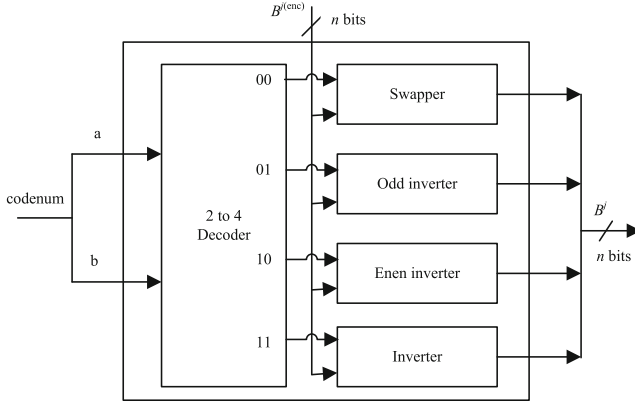 B^j(enc)
n bits
00
Swapper
a
01
Odd inverter
codenum
2 to 4
Decoder
B^j
n bits
b
10
Enen inverter
11
Inverter